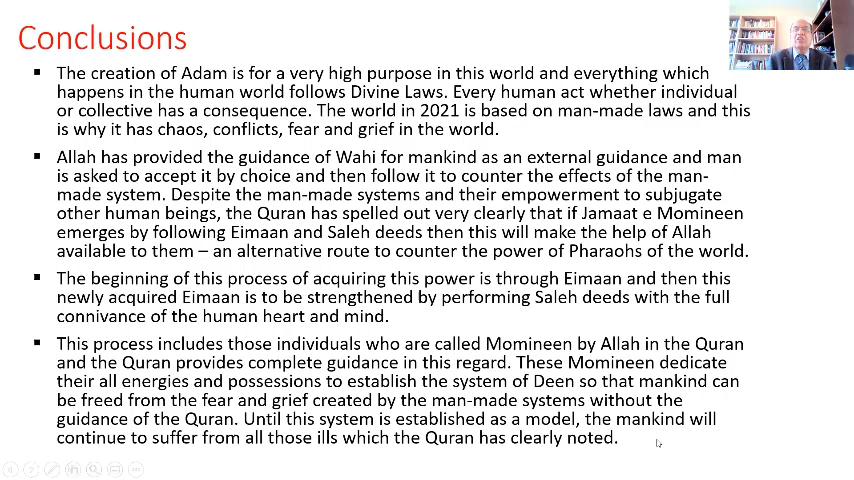 Conclusions
▪ The creation of Adam is for a very high purpose in this world and everything which
happens in the human world follows Divine Laws. Every human act whether individual
or collective has a consequence. The world in 2021 is based on man-made laws and this
is why it has chaos, conflicts, fear and grief in the world.
▪ Allah has provided the guidance of Wahi for mankind as an external guidance and man
is asked to accept it by choice and then follow it to counter the effects of the man-
made system. Despite the man-made systems and their empowerment to subjugate
other human beings, the Quran has spelled out very clearly that if Jamaat e Momineen
emerges by following Eimaan and Saleh deeds then this will make the help of Allah
available to them – an alternative route to counter the power of Pharaohs of the world.
▪ The beginning of this process of acquiring this power is through Eimaan and then this
newly acquired Eimaan is to be strengthened by performing Saleh deeds with the full
connivance of the human heart and mind.
▪ This process includes those individuals who are called Momineen by Allah in the Quran
and the Quran provides complete guidance in this regard. These Momineen dedicate
their all energies and possessions to establish the system of Deen so that mankind can
be freed from the fear and grief created by the man-made systems without the
guidance of the Quran. Until this system is established as a model, the mankind will
continue to suffer from all those ills which the Quran has clearly noted.